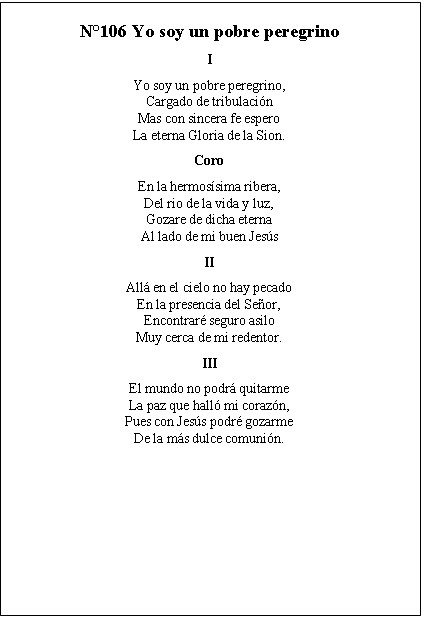 N°106 Yo soy un pobre peregrino
I
Yo soy un pobre peregrino,
Cargado de tribulación
Mas con sincera fe espero
La eterna Gloria de la Sion.
Coro
En la hermosísima ribera,
Del rio de la vida y luz,
Gozare de dicha eterna
Al lado de mi buen Jesús
II
Allá en el cielo no hay pecado
En la presencia del Señor,
Encontraré seguro asilo
Muy cerca de mi redentor.
III
El mundo no podrá quitarme
La paz que halló mi corazón,
Pues con Jesús podré gozarme
De la más dulce comunión.